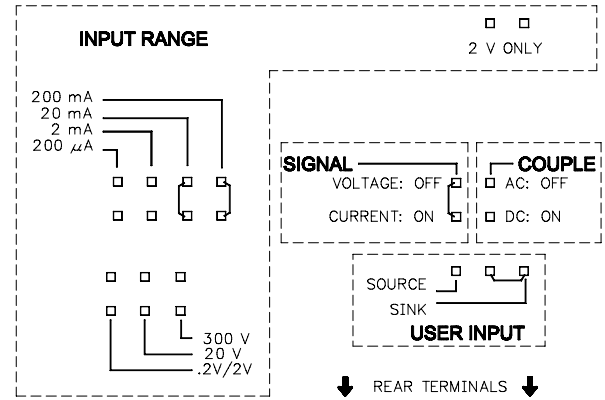 INPUT RANGE
2 V ONLY
200 mA
20 mA
2 mA
200 μA
SIGNAL
VOLTAGE: OFF
CURRENT: ON
COUPLE
AC: OFF
DC: ON
SOURCE
SINK
USER INPUT
300 V
20 V
.2V/2V
REAR TERMINALS